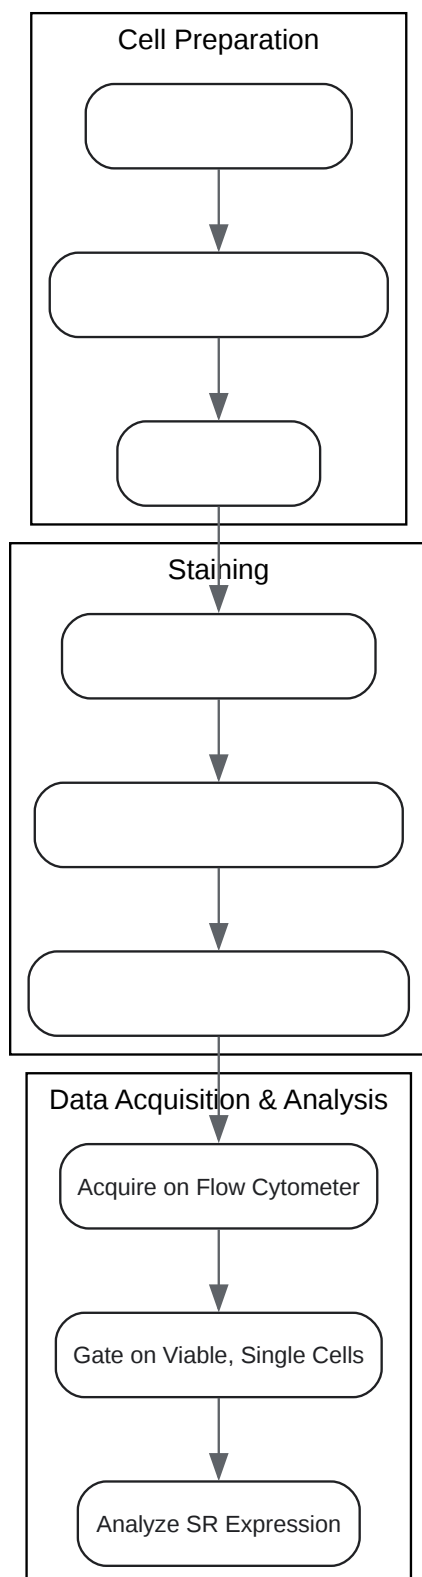 Cell Preparation
Staining
Data Acquisition & Analysis
Acquire on Flow Cytometer
Gate on Viable, Single Cells
Analyze SR Expression